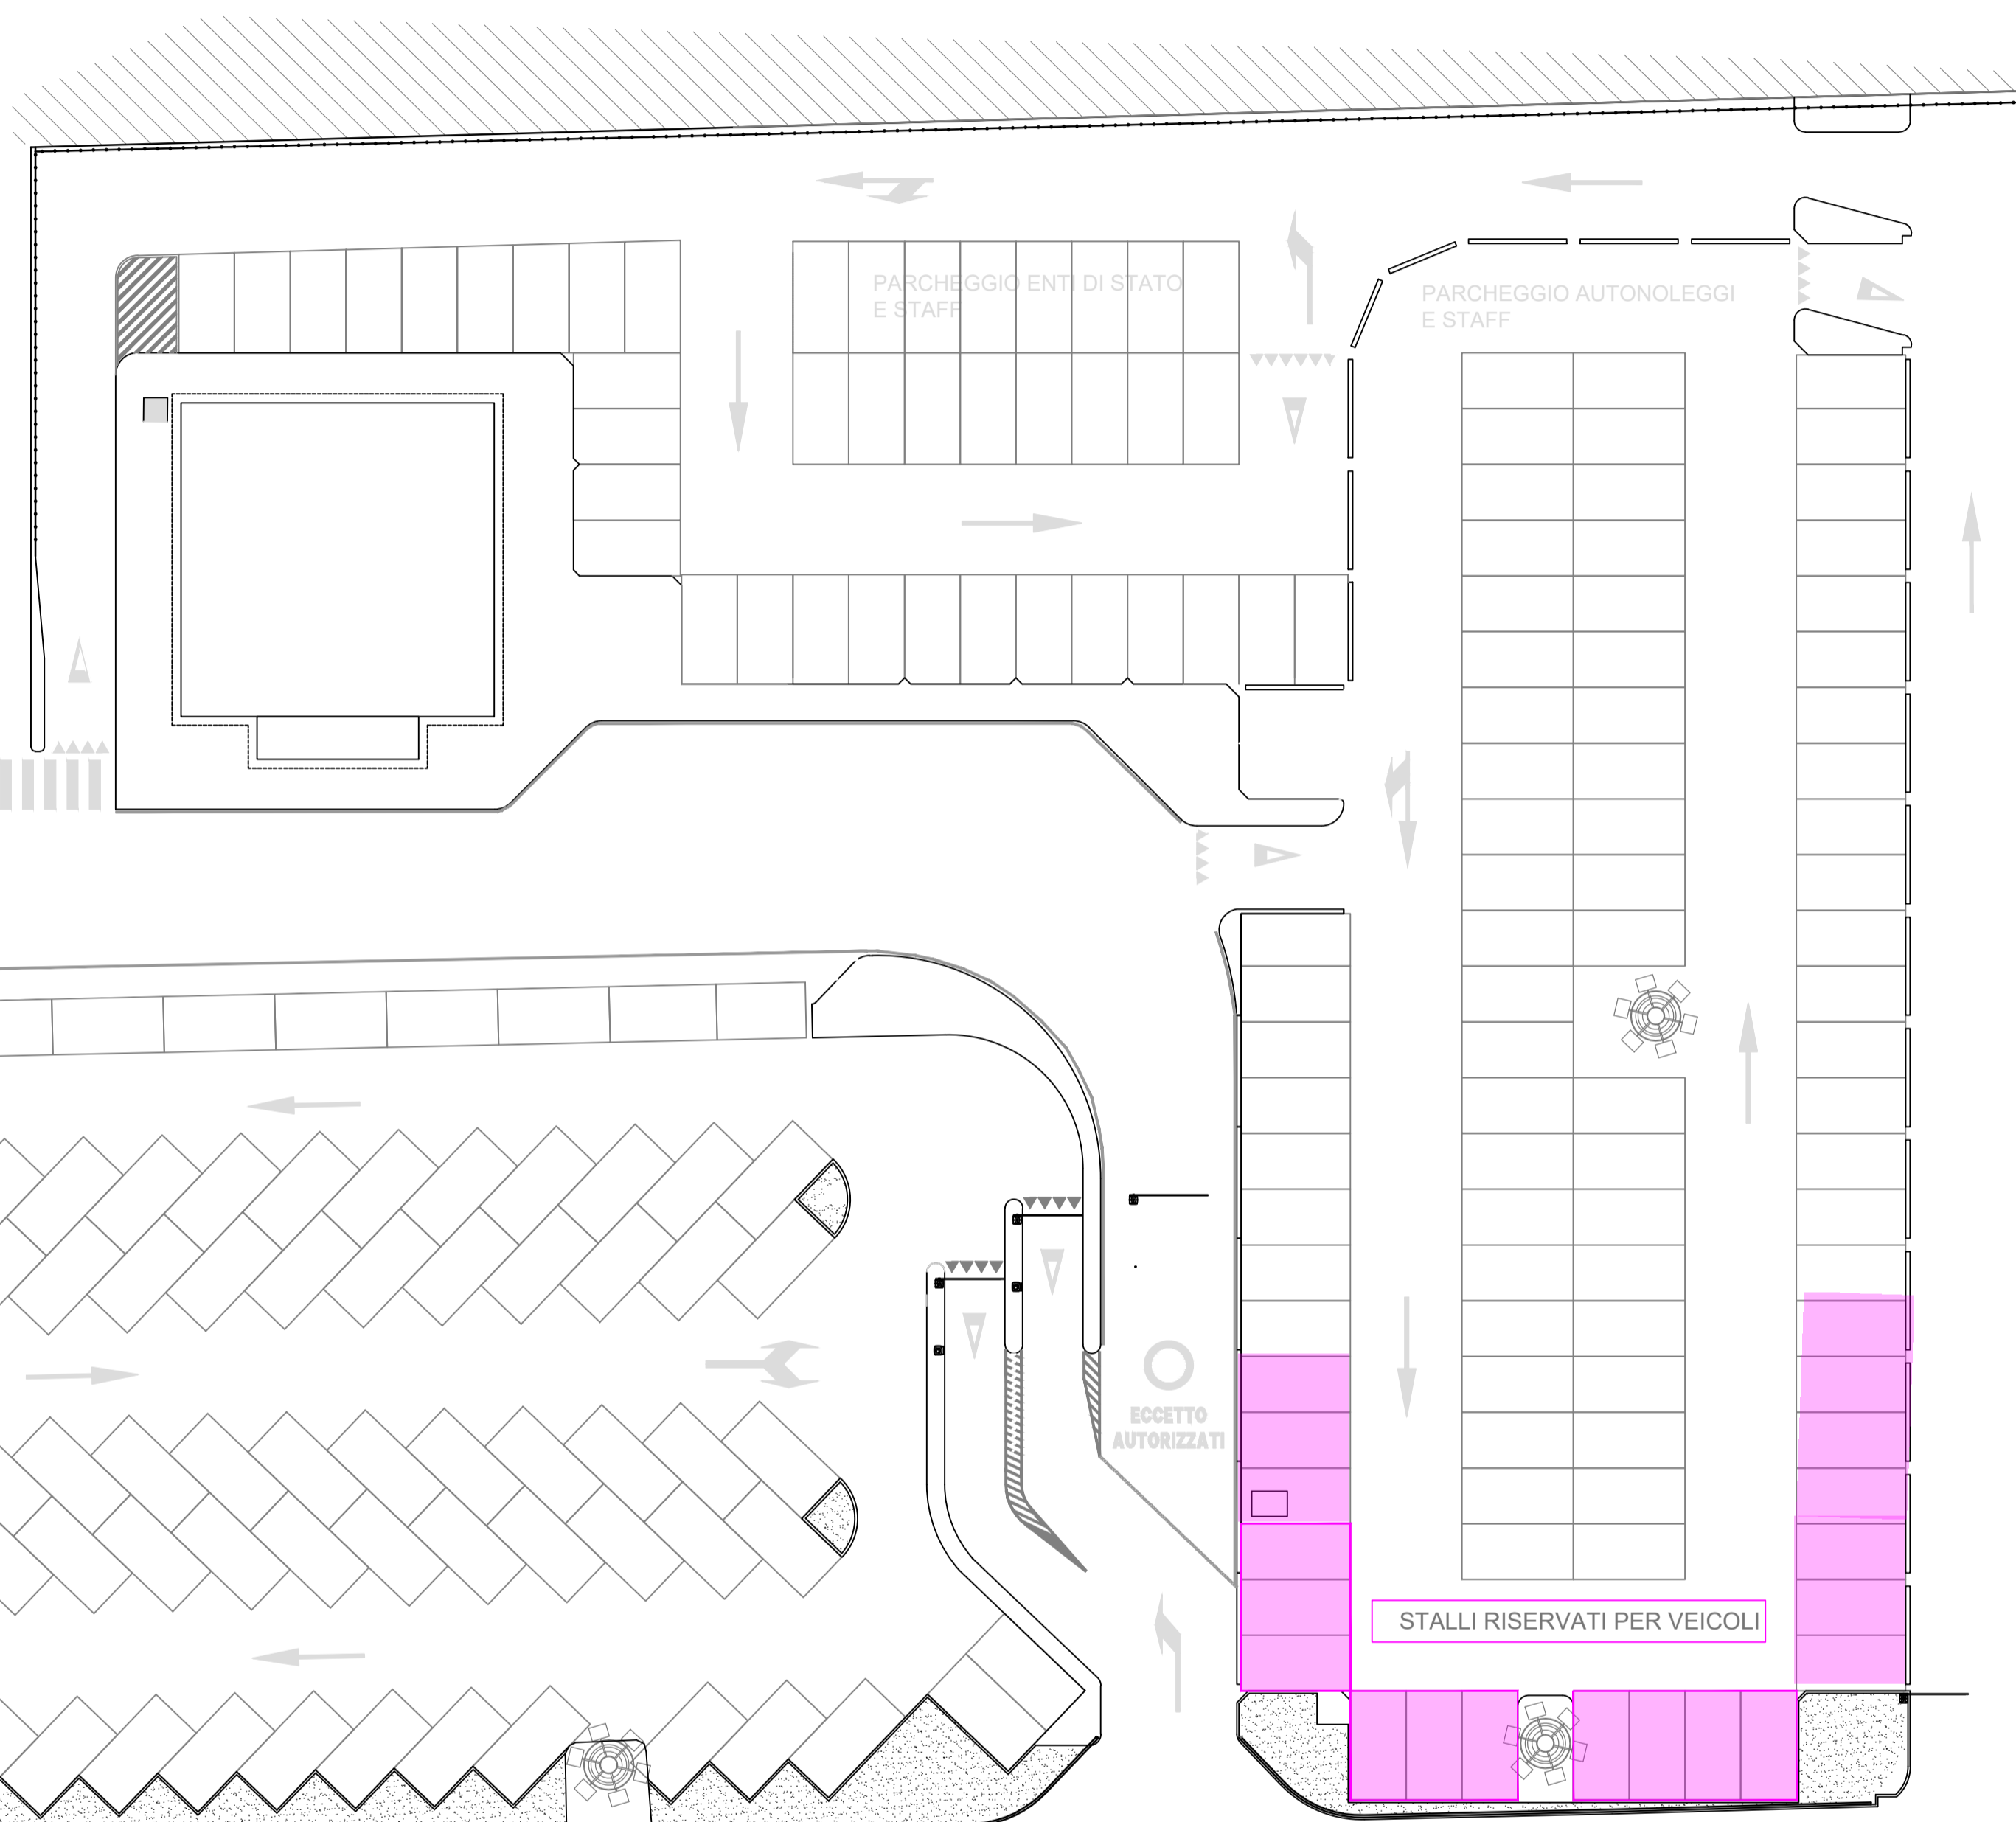 PARCHEGGIO ENTI DI STATO
E STAFF
PARCHEGGIO AUTONOLEGGI
E STAFF
ECCETTO
AUTORIZZATI
STALLI RISERVATI PER VEICOLI